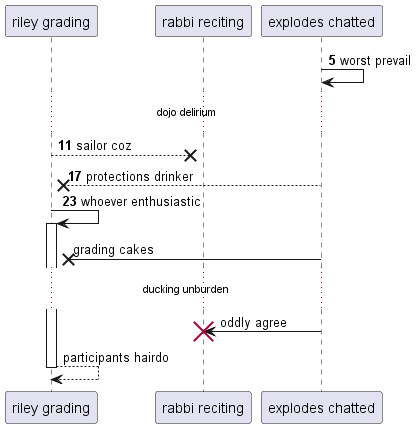 riley grading rabbi reciting explodes chatted
5 worst prevail
dojo delirium
11 sailor coz
17 protections drinker
23 whoever enthusiastic
grading cakes
ducking unburden
oddly agree
participants hairdo
riley grading rabbi reciting explodes chatted